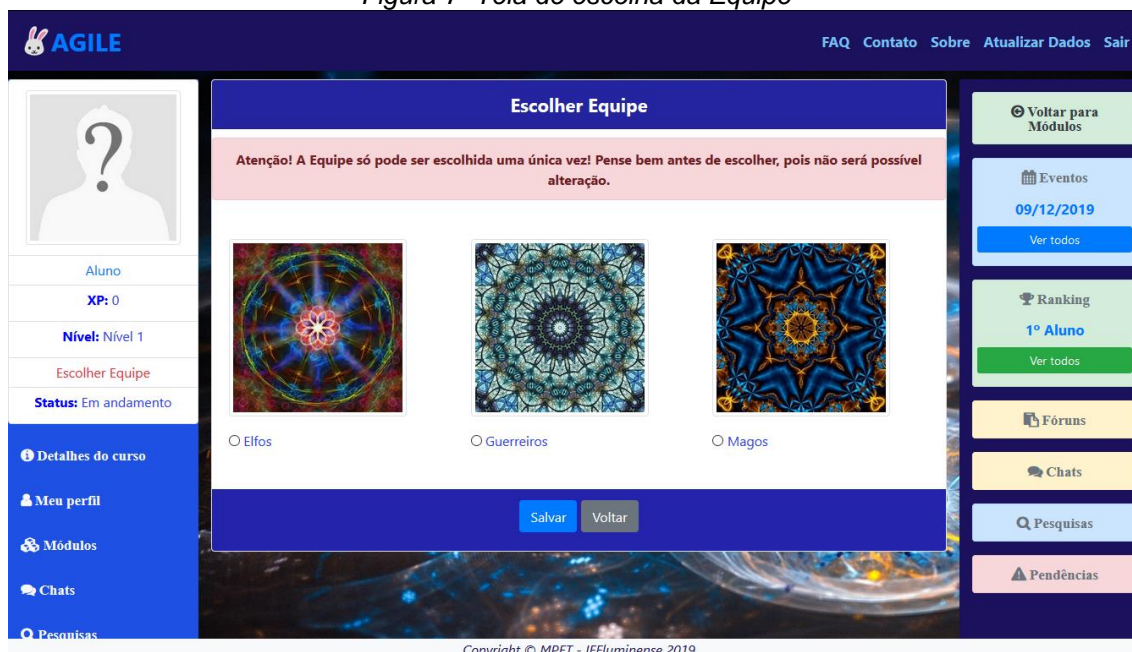 Figura 7- Tela de escolha da Equipe
AGILE
FAQ Contato Sobre Atualizar Dados Sair
?
Aluno
XP: 0
Nível: Nível 1
Escolher Equipe
Status: Em andamento
Detalhes do curso
Meu perfil
Módulos
Chats
Pesquisas
Escolher Equipe
Atenção! A Equipe só pode ser escolhida uma única vez! Pense bem antes de escolher, pois não será possível
alteração.
Elfos
Guerreiros
Magos
Salvar
Voltar
Voltar para
Módulos
Eventos
09/12/2019
Ver todos
Ranking
1º Aluno
Ver todos
Fóruns
Chats
Pesquisas
Pendências
Copyright © MPET - IFFluminense 2019